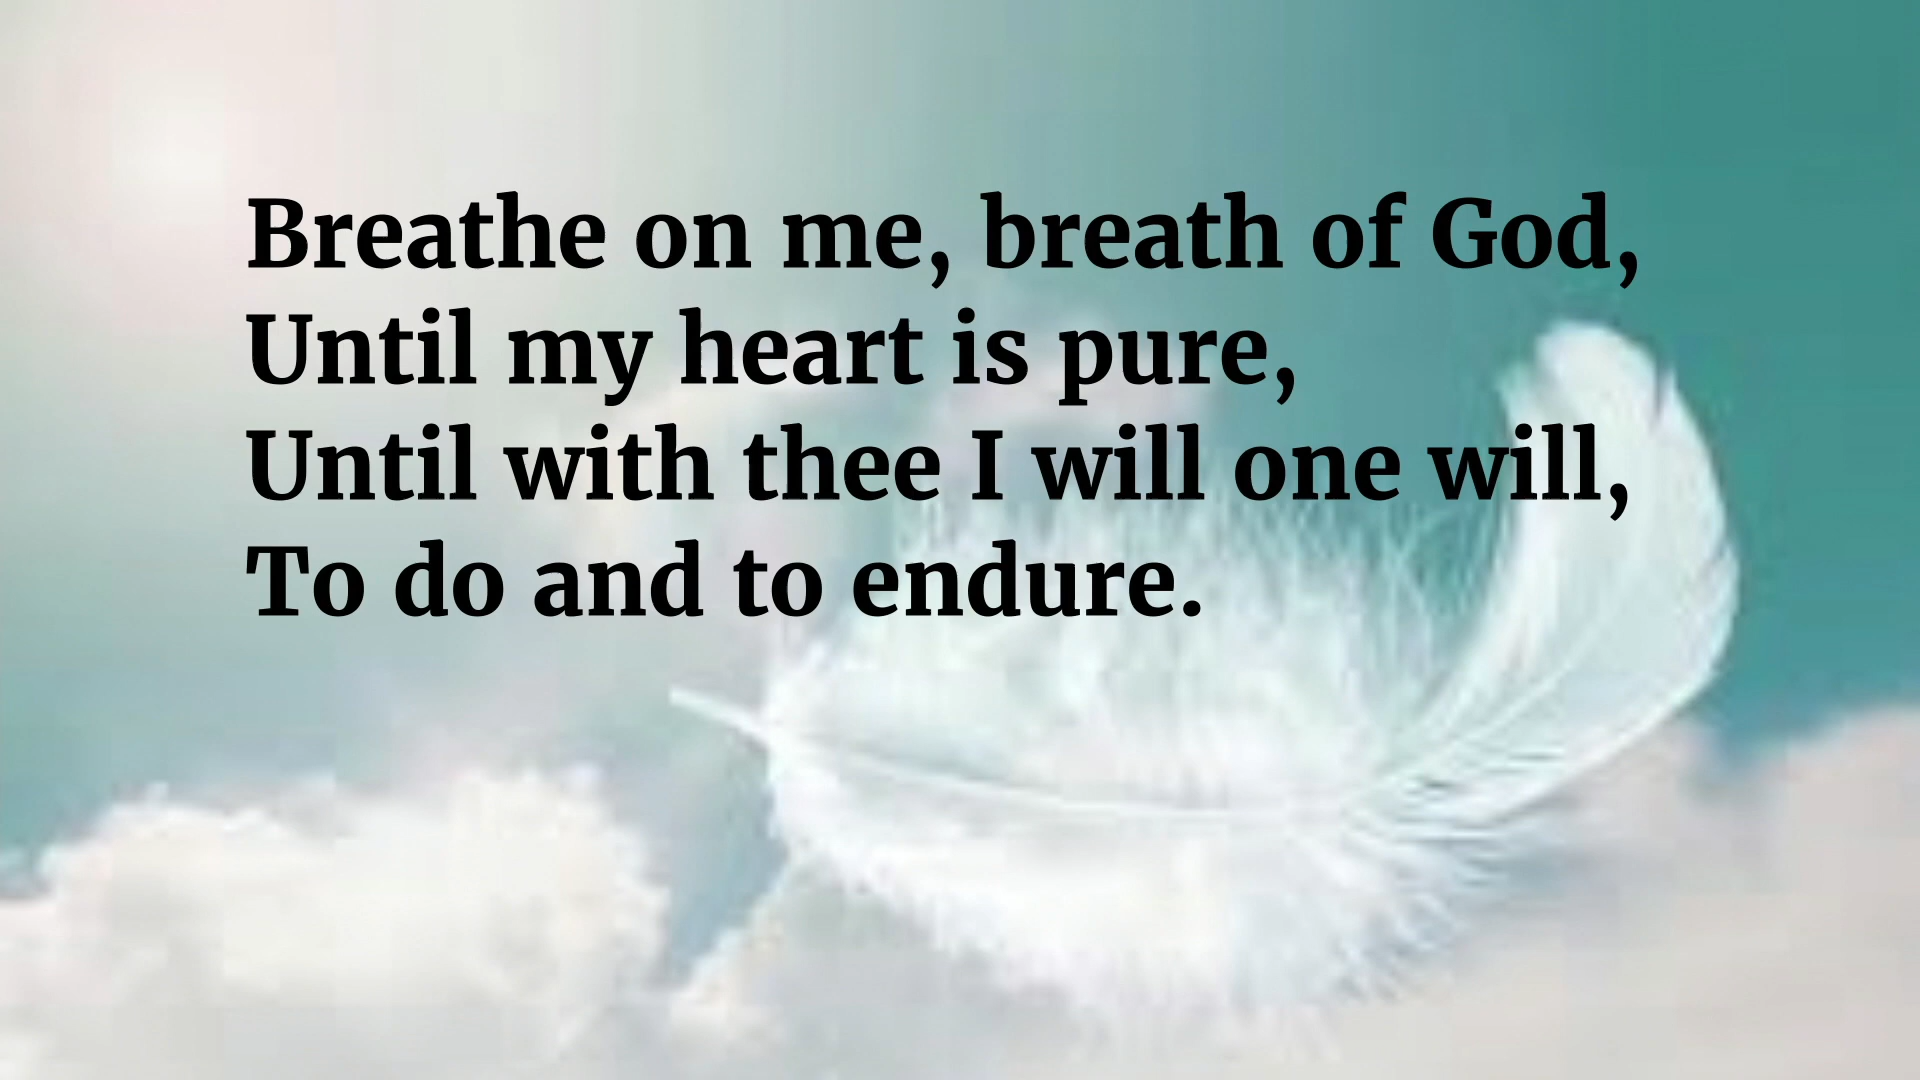 Breathe on me, breath of God,
Until my heart is pure,
Until with thee I will one will,
To do and to endure.